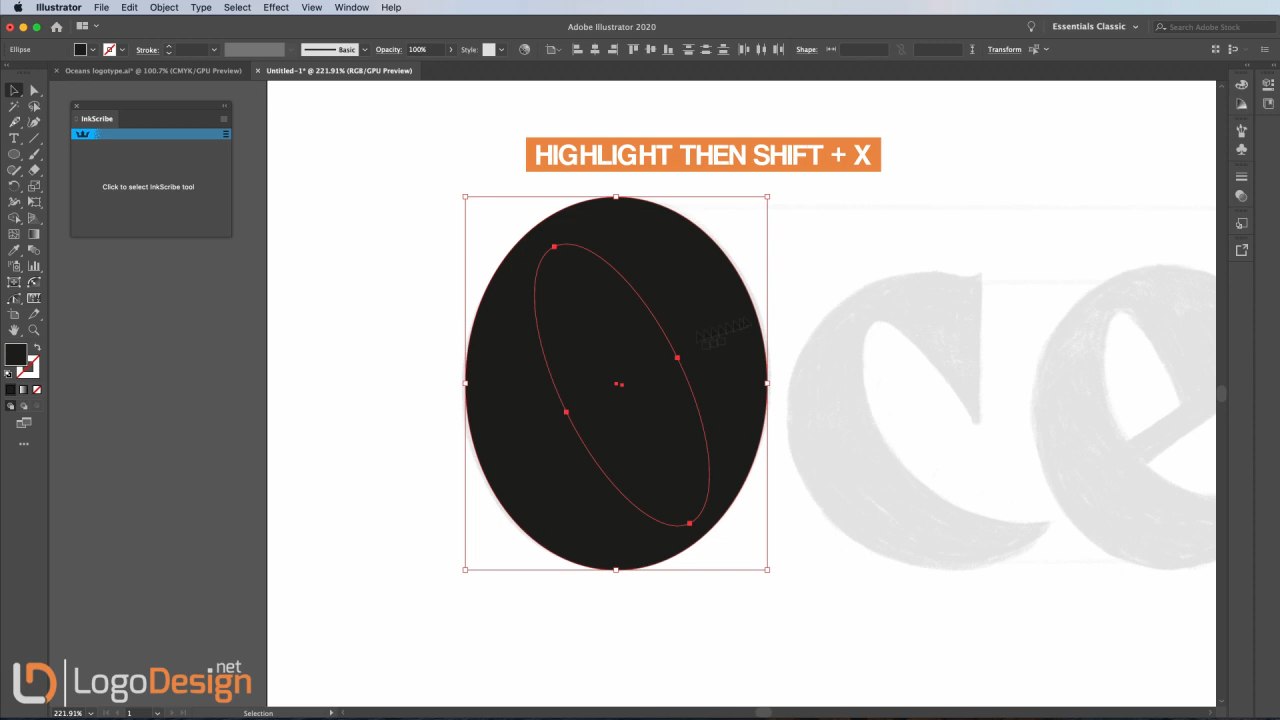 Illustrator File Edit Object Type Select Effect View Window Help
Adobe Illustrator 2020
Essentials Classic
Search Adobe Stock
Ellipse Stroke: Basic Opacity: 100% Style: Shape: Transform
Oceans logotype.ai* @ 100.7% (CMYK/GPU Preview)
Untitled-1* @ 221.91% (RGB/GPU Preview)
InkScribe
Click to select InkScribe tool
HIGHLIGHT THEN SHIFT + X
ce
LogoDesign
net
221.91% 1 Selection